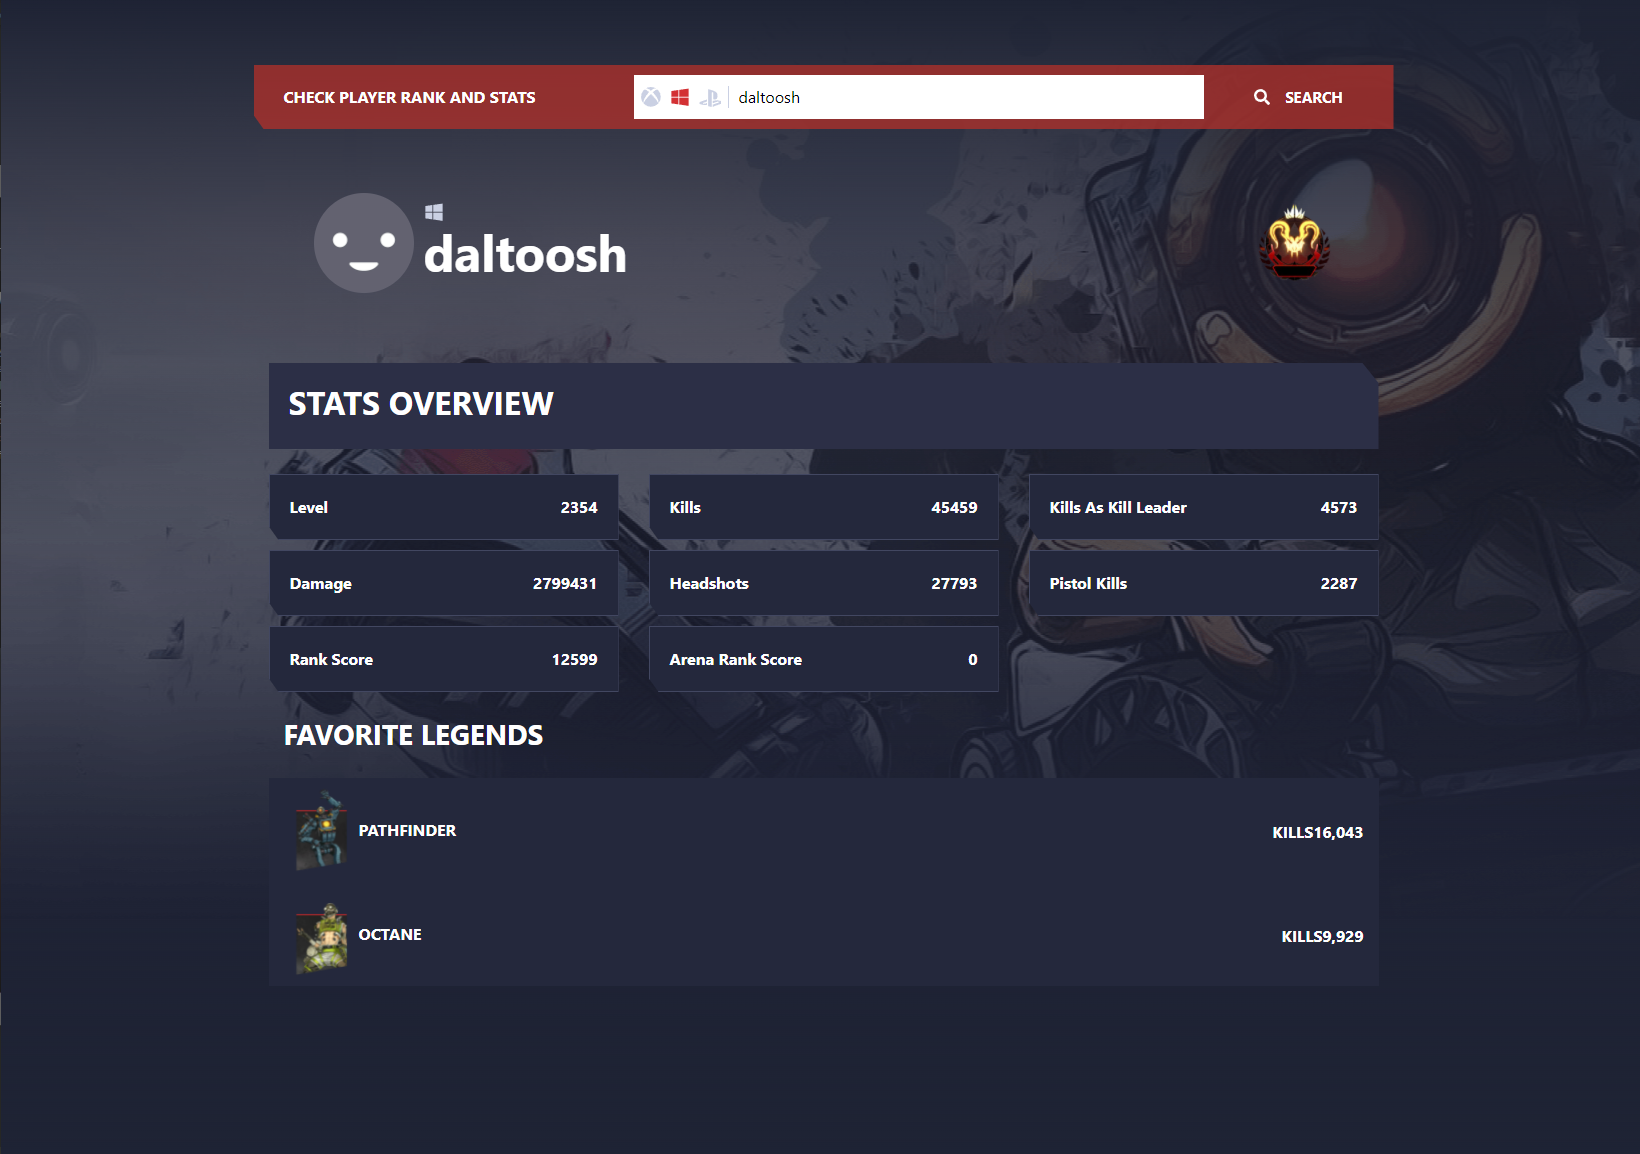 CHECK PLAYER RANK AND STATS
daltoosh
SEARCH
daltoosh
STATS OVERVIEW
Level 2354
Kills 45459
Kills As Kill Leader 4573
Damage 2799431
Headshots 27793
Pistol Kills 2287
Rank Score 12599
Arena Rank Score 0
FAVORITE LEGENDS
PATHFINDER KILLS16,043
OCTANE KILLS9,929